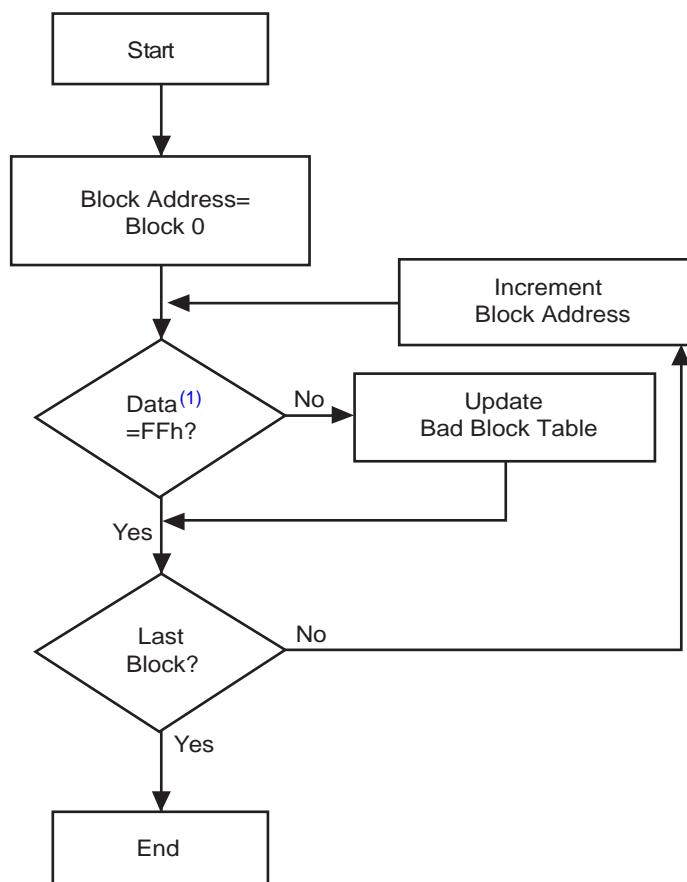 Start
Block Address=
Block 0
Increment
Block Address
Data(1)
=FFh?
No
Update
Bad Block Table
Yes
Last
Block?
No
Yes
End